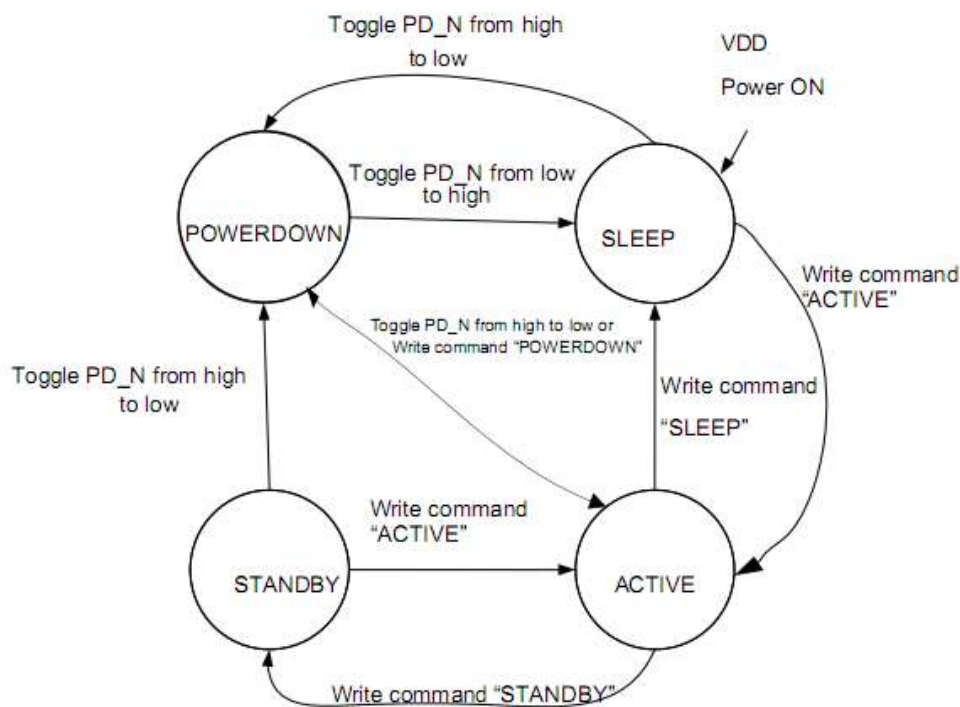 Toggle PD_N from high
to low
VDD
Power ON
Toggle PD_N from low
to high
POWERDOWN
SLEEP
Write command
“ACTIVE”
Toggle PD_N from high to low or
Write command “POWERDOWN”
Toggle PD_N from high
to low
Write command
“SLEEP”
Write command
“ACTIVE”
STANDBY
ACTIVE
Write command “STANDBY”